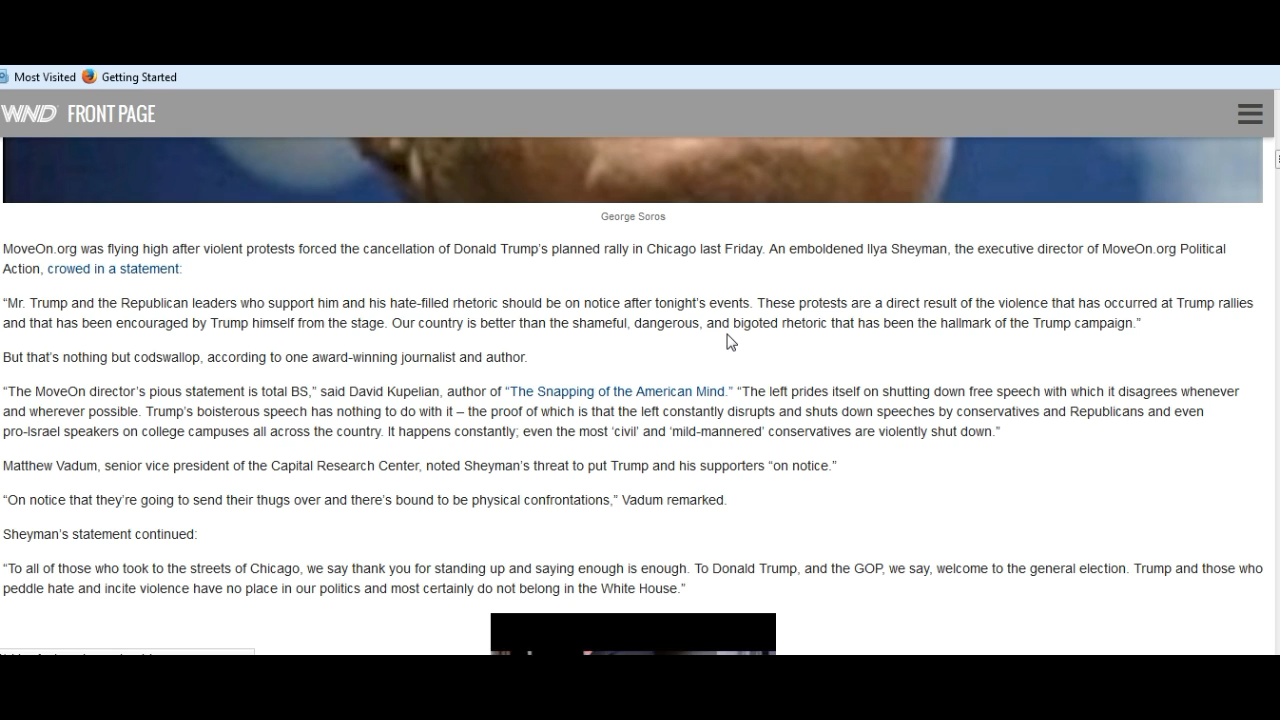 Most Visited Getting Started
WND FRONT PAGE
George Soros
MoveOn.org was flying high after violent protests forced the cancellation of Donald Trump’s planned rally in Chicago last Friday. An emboldened Ilya Sheyman, the executive director of MoveOn.org Political
Action, crowed in a statement:
“Mr. Trump and the Republican leaders who support him and his hate-filled rhetoric should be on notice after tonight’s events. These protests are a direct result of the violence that has occurred at Trump rallies
and that has been encouraged by Trump himself from the stage. Our country is better than the shameful, dangerous, and bigoted rhetoric that has been the hallmark of the Trump campaign.”
But that’s nothing but codswallop, according to one award-winning journalist and author.
“The MoveOn director’s pious statement is total BS,” said David Kupelian, author of “The Snapping of the American Mind.” “The left prides itself on shutting down free speech with which it disagrees whenever
and wherever possible. Trump’s boisterous speech has nothing to do with it – the proof of which is that the left constantly disrupts and shuts down speeches by conservatives and Republicans and even
pro-Israel speakers on college campuses all across the country. It happens constantly; even the most ‘civil’ and ‘mild-mannered’ conservatives are violently shut down.”
Matthew Vadum, senior vice president of the Capital Research Center, noted Sheyman’s threat to put Trump and his supporters “on notice.”
“On notice that they’re going to send their thugs over and there’s bound to be physical confrontations,” Vadum remarked.
Sheyman’s statement continued:
“To all of those who took to the streets of Chicago, we say thank you for standing up and saying enough is enough. To Donald Trump, and the GOP, we say, welcome to the general election. Trump and those who
peddle hate and incite violence have no place in our politics and most certainly do not belong in the White House.”